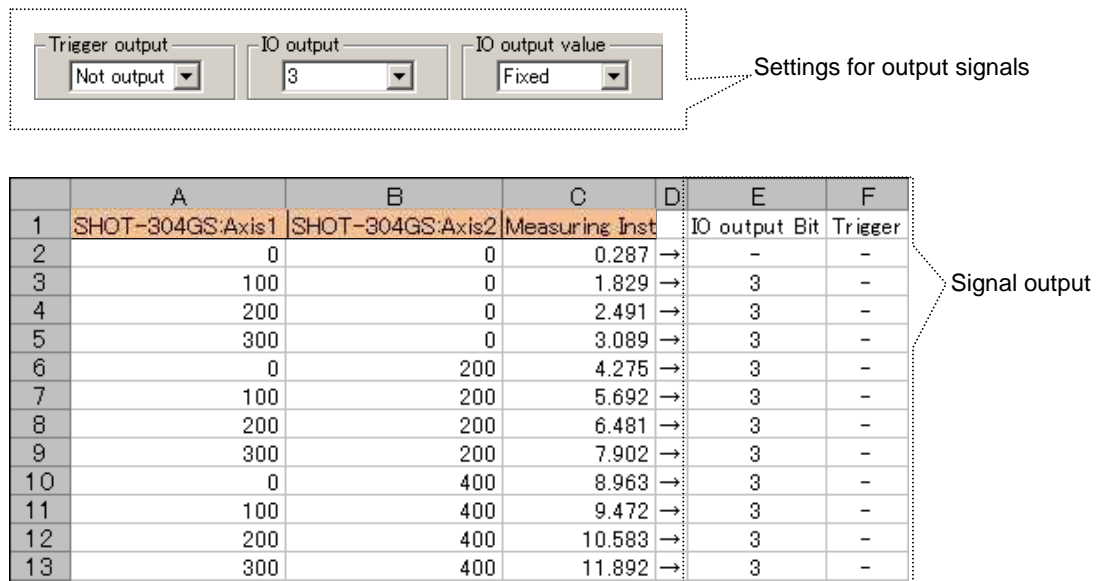 Trigger output IO output IO output value
Not output 3 Fixed
Settings for output signals
A B C D E F
1 SHOT-304GS:Axis1 SHOT-304GS:Axis2 Measuring Inst IO output Bit Trigger
2 0 0 0.287 → - -
3 100 0 1.829 → 3 -
4 200 0 2.491 → 3 -
5 300 0 3.089 → 3 -
6 0 200 4.275 → 3 -
7 100 200 5.692 → 3 -
8 200 200 6.481 → 3 -
9 300 200 7.902 → 3 -
10 0 400 8.963 → 3 -
11 100 400 9.472 → 3 -
12 200 400 10.583 → 3 -
13 300 400 11.892 → 3 -
Signal output